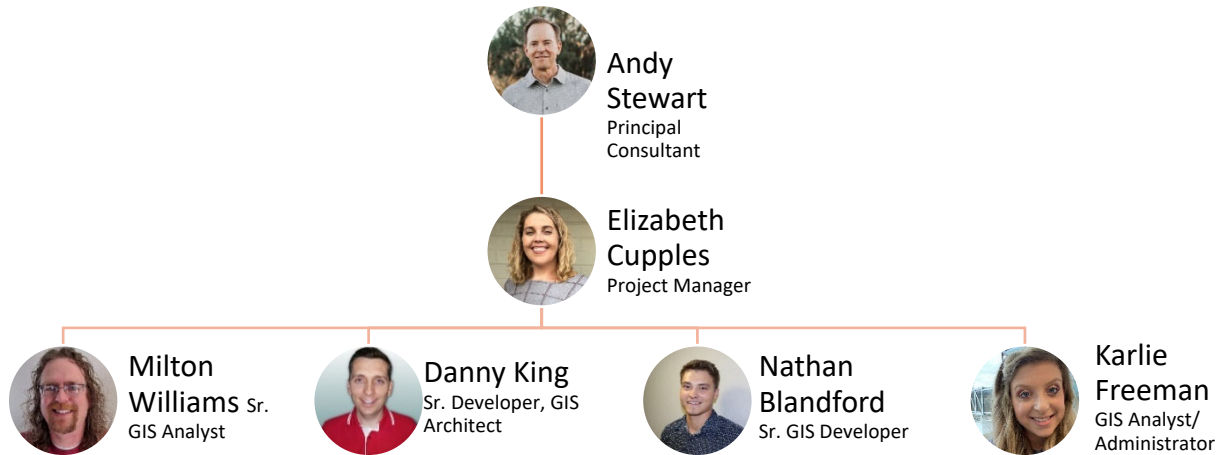 Andy
Stewart
Principal
Consultant
Elizabeth
Cupples
Project Manager
Milton
Williams Sr.
GIS Analyst
Danny King
Sr. Developer, GIS
Architect
Nathan
Blandford
Sr. GIS Developer
Karlie
Freeman
GIS Analyst/
Administrator